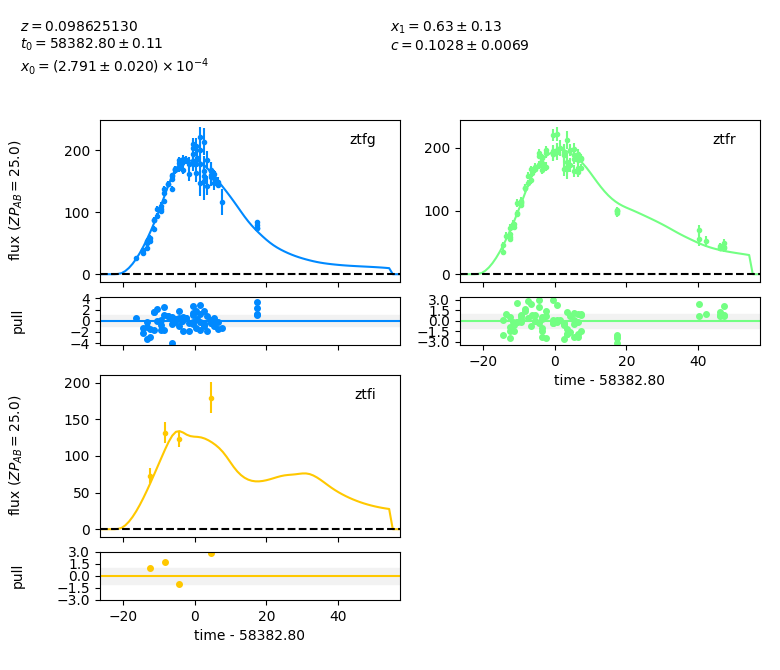 z = 0.098625130
t₀ = 58382.80 ± 0.11
x₀ = (2.791 ± 0.020) × 10⁻⁴
x₁ = 0.63 ± 0.13
c = 0.1028 ± 0.0069
flux (ZP_AB = 25.0)
200
100
0
ztfg
200
100
0
ztfr
pull
4
2
0
−2
−4
3.0
1.5
0.0
−1.5
−3.0
−20 0 20 40
time - 58382.80
flux (ZP_AB = 25.0)
200
150
100
50
0
ztfi
pull
3.0
1.5
0.0
−1.5
−3.0
−20 0 20 40
time - 58382.80